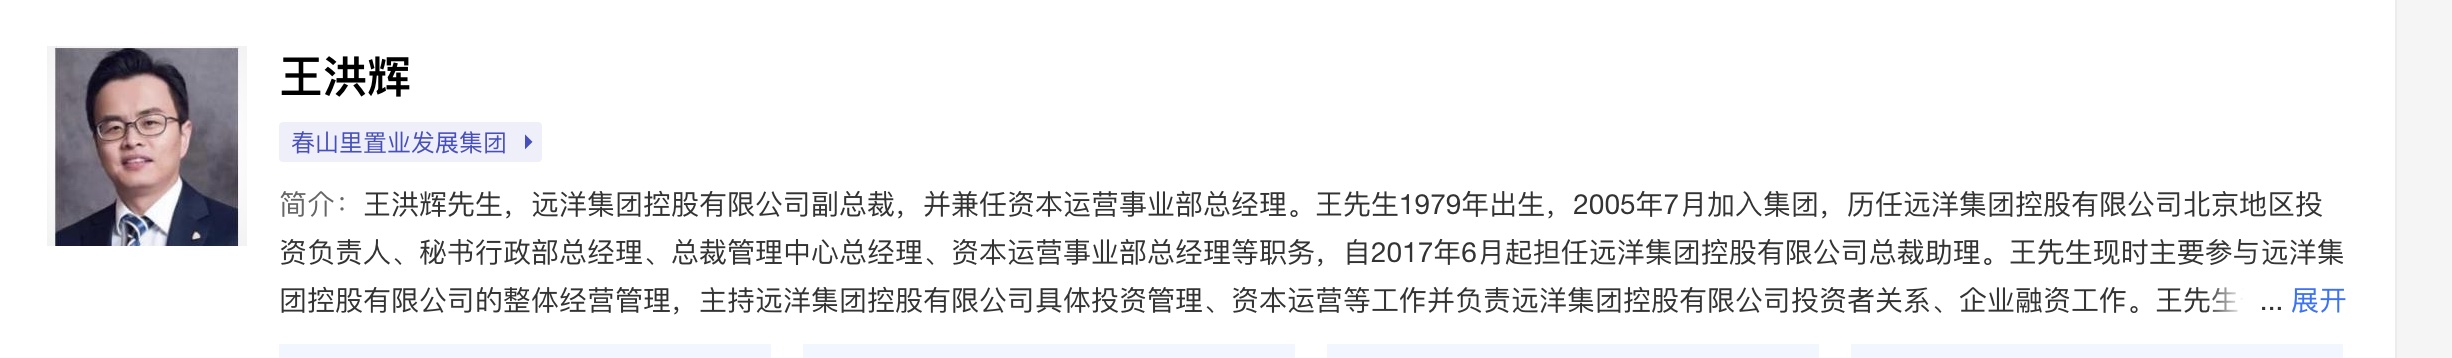 王洪辉
春山里置业发展集团
简介：王洪辉先生，远洋集团控股有限公司副总裁，并兼任资本运营事业部总经理。王先生1979年出生，2005年7月加入集团，历任远洋集团控股有限公司北京地区投
资负责人、秘书行政部总经理、总裁管理中心总经理、资本运营事业部总经理等职务，自2017年6月起担任远洋集团控股有限公司总裁助理。王先生现时主要参与远洋集
团控股有限公司的整体经营管理，主持远洋集团控股有限公司具体投资管理、资本运营等工作并负责远洋集团控股有限公司投资者关系、企业融资工作。王先生 ... 展开